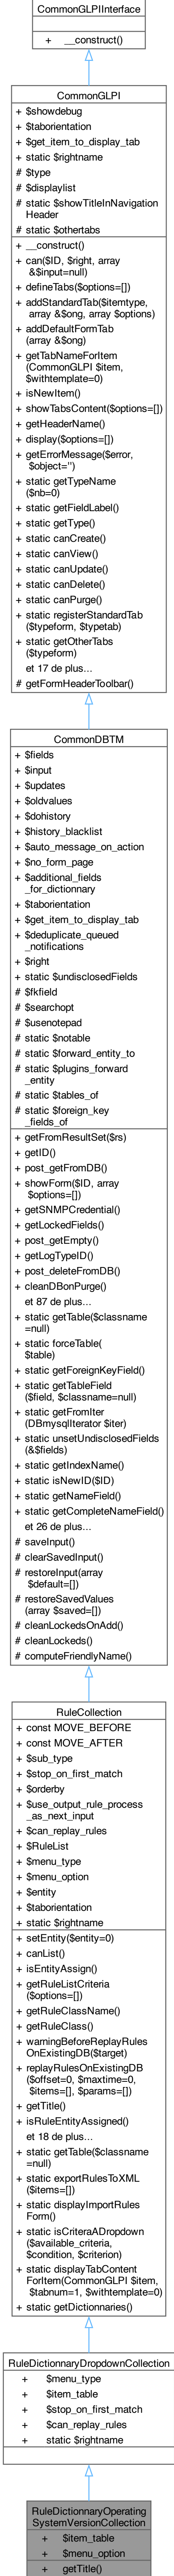 CommonGLPIInterface
+ __construct()
CommonGLPI
+ $showdebug
+ $taborientation
+ $get_item_to_display_tab
+ static $rightname
# $type
# $displaylist
# static $showTitleInNavigation
Header
# static $othertabs
+ __construct()
+ can($ID, $right, array
&$input=null)
+ defineTabs($options=[])
+ addStandardTab($itemtype,
array &$ong, array $options)
+ addDefaultFormTab
(array &$ong)
+ getTabNameForItem
(CommonGLPI $item,
$withtemplate=0)
+ isNewItem()
+ showTabsContent($options=[])
+ getHeaderName()
+ display($options=[])
+ getErrorMessage($error,
$object='')
+ static getTypeName
($nb=0)
+ static getFieldLabel()
+ static getType()
+ static canCreate()
+ static canView()
+ static canUpdate()
+ static canDelete()
+ static canPurge()
+ static registerStandardTab
($typeform, $typetab)
+ static getOtherTabs
($typeform)
et 17 de plus...
# getFormHeaderToolbar()
CommonDBTM
+ $fields
+ $input
+ $updates
+ $oldvalues
+ $dohistory
+ $history_blacklist
+ $auto_message_on_action
+ $no_form_page
+ $additional_fields
_for_dictionnary
+ $taborientation
+ $get_item_to_display_tab
+ $deduplicate_queued
_notifications
+ $right
+ static $undisclosedFields
# $fkfield
# $searchopt
# $usenotepad
# static $notable
# static $forward_entity_to
# static $plugins_forward
_entity
# static $tables_of
# static $foreign_key
_fields_of
+ getFromResultSet($rs)
+ getID()
+ post_getFromDB()
+ showForm($ID, array
$options=[])
+ getSNMPCredential()
+ getLockedFields()
+ post_getEmpty()
+ getLogTypeID()
+ post_deleteFromDB()
+ cleanDBonPurge()
et 87 de plus...
+ static getTable($classname
=null)
+ static forceTable(
$table)
+ static getForeignKeyField()
+ static getTableField
($field, $classname=null)
+ static getFromIter
(DBmysqlIterator $iter)
+ static unsetUndisclosedFields
(&$fields)
+ static getIndexName()
+ static isNewID($ID)
+ static getNameField()
+ static getCompleteNameField()
et 26 de plus...
# saveInput()
# clearSavedInput()
# restoreInput(array
$default=[])
# restoreSavedValues
(array $saved=[])
# cleanLockedsOnAdd()
# cleanLockeds()
# computeFriendlyName()
RuleCollection
+ const MOVE_BEFORE
+ const MOVE_AFTER
+ $sub_type
+ $stop_on_first_match
+ $orderby
+ $use_output_rule_process
_as_next_input
+ $can_replay_rules
+ $RuleList
+ $menu_type
+ $menu_option
+ $entity
+ $taborientation
+ static $rightname
+ setEntity($entity=0)
+ canList()
+ isEntityAssign()
+ getRuleListCriteria
($options=[])
+ getRuleClassName()
+ getRuleClass()
+ warningBeforeReplayRules
OnExistingDB($target)
+ replayRulesOnExistingDB
($offset=0, $maxtime=0,
$items=[], $params=[])
+ getTitle()
+ isRuleEntityAssigned()
et 18 de plus...
+ static getTable($classname
=null)
+ static exportRulesToXML
($items=[])
+ static displayImportRules
Form()
+ static isCriteraADropdown
($available_criteria,
$condition, $criterion)
+ static displayTabContent
ForItem(CommonGLPI $item,
$tabnum=1, $withtemplate=0)
+ static getDictionnaries()
RuleDictionnaryDropdownCollection
+ $menu_type
+ $item_table
+ $stop_on_first_match
+ $can_replay_rules
+ static $rightname
RuleDictionnaryOperating
SystemVersionCollection
+ $item_table
+ $menu_option
+ getTitle()